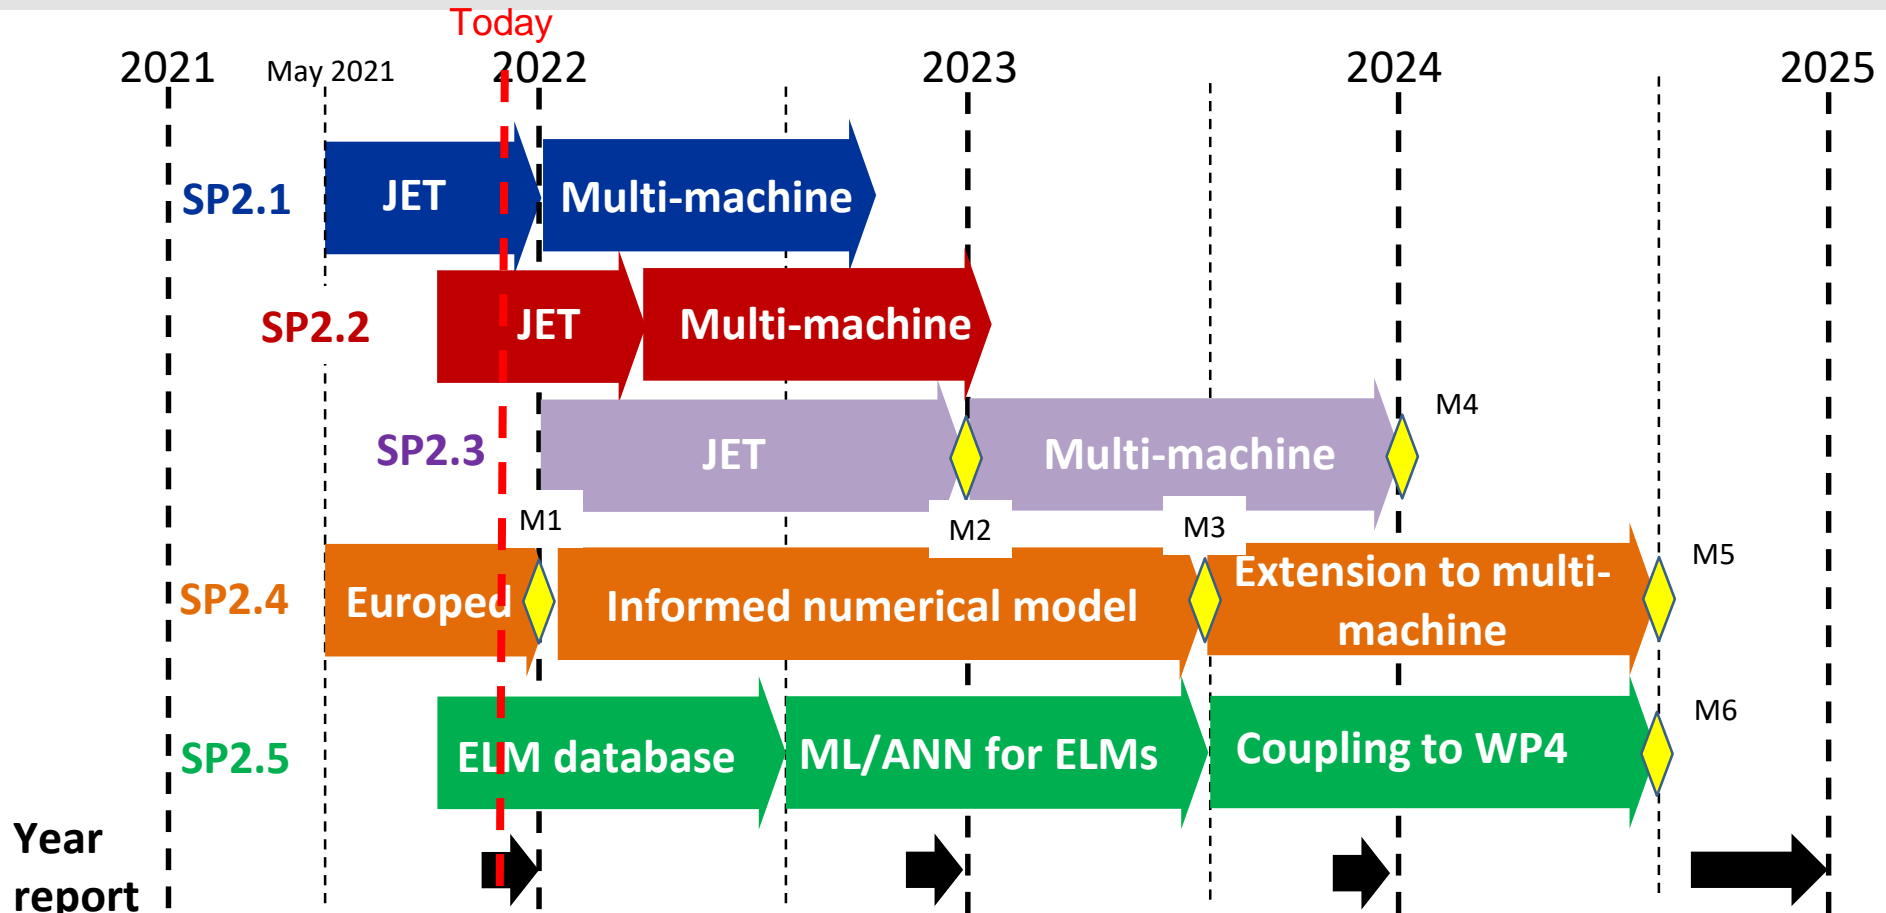 Today
2021
May 2021
2022
2023
2024
2025
SP2.1
JET
Multi-machine
SP2.2
JET
Multi-machine
SP2.3
JET
Multi-machine
M4
M1
M2
M3
SP2.4
Europed
Informed numerical model
Extension to multi-
machine
M5
SP2.5
ELM database
ML/ANN for ELMs
Coupling to WP4
M6
Year
report